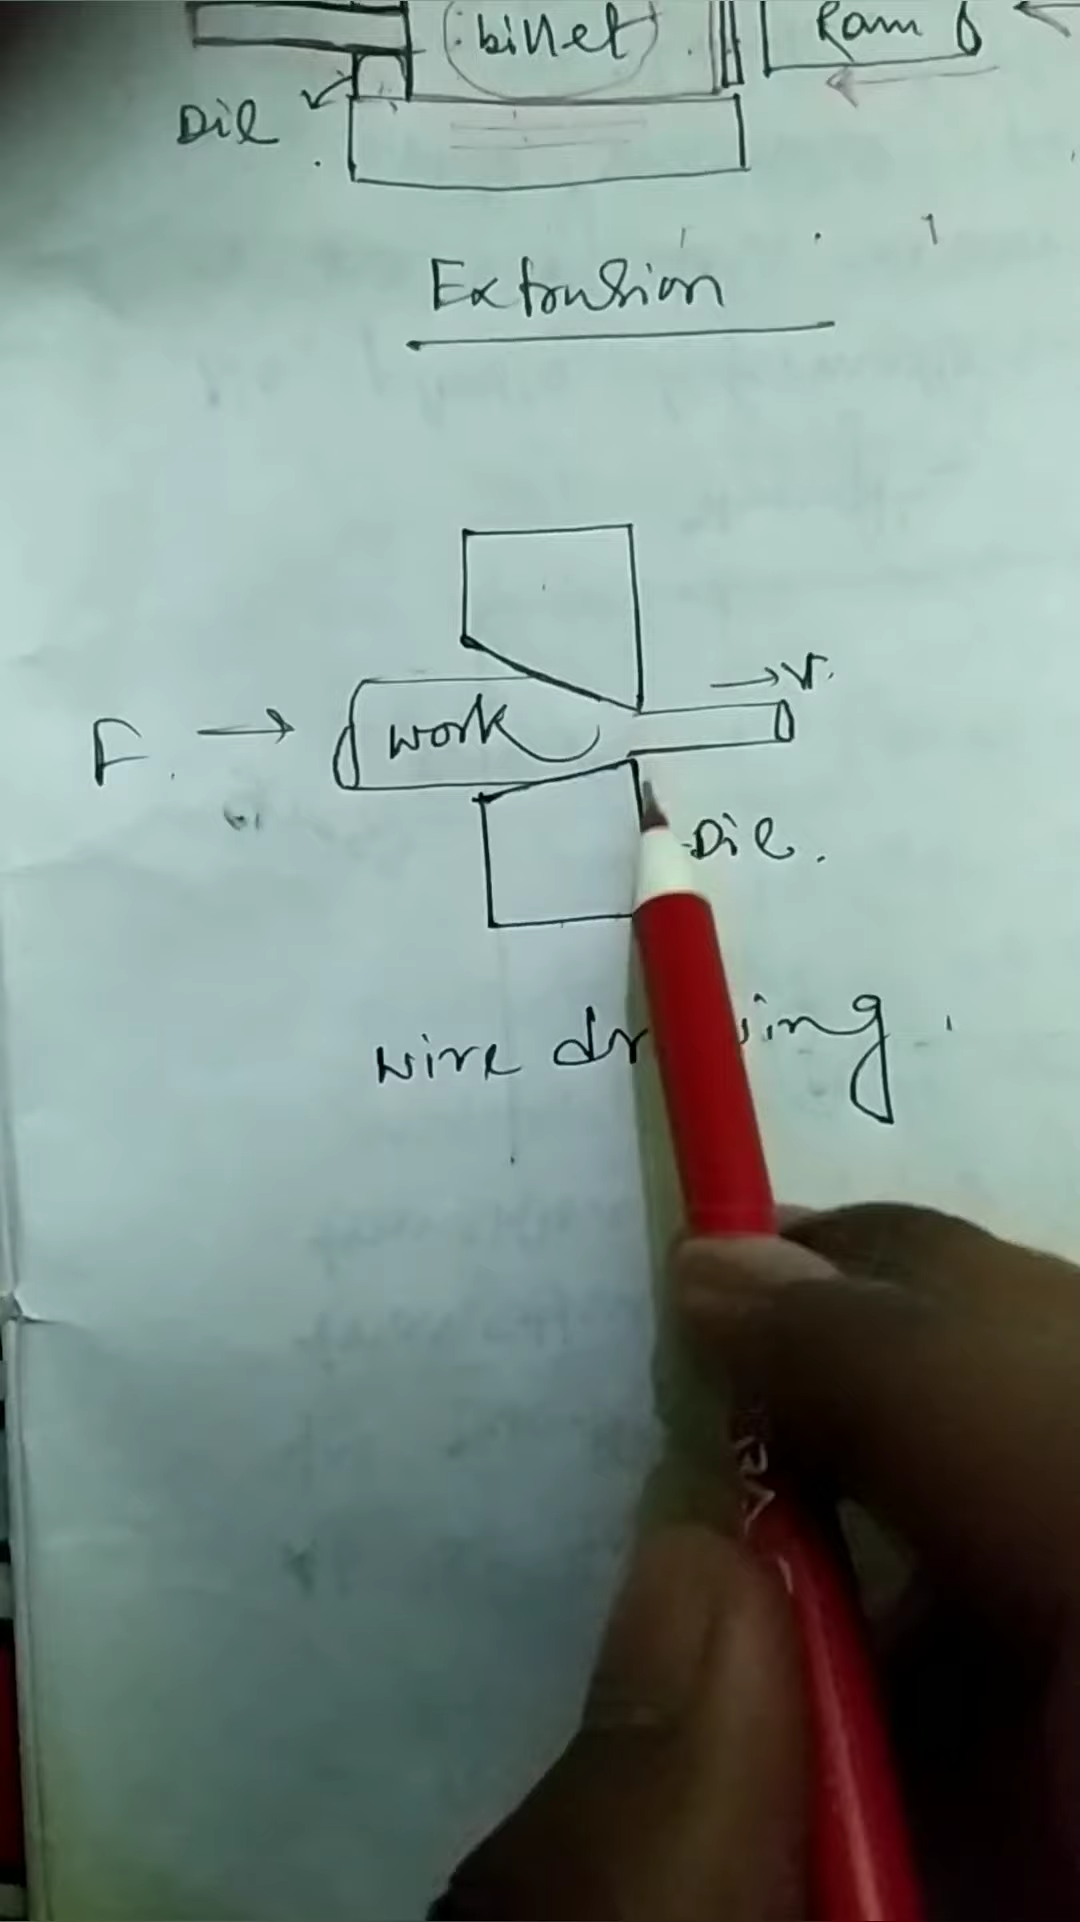 billet
Ram
Die
Extrusion
V.
F.
work
Die.
wire dr ing.